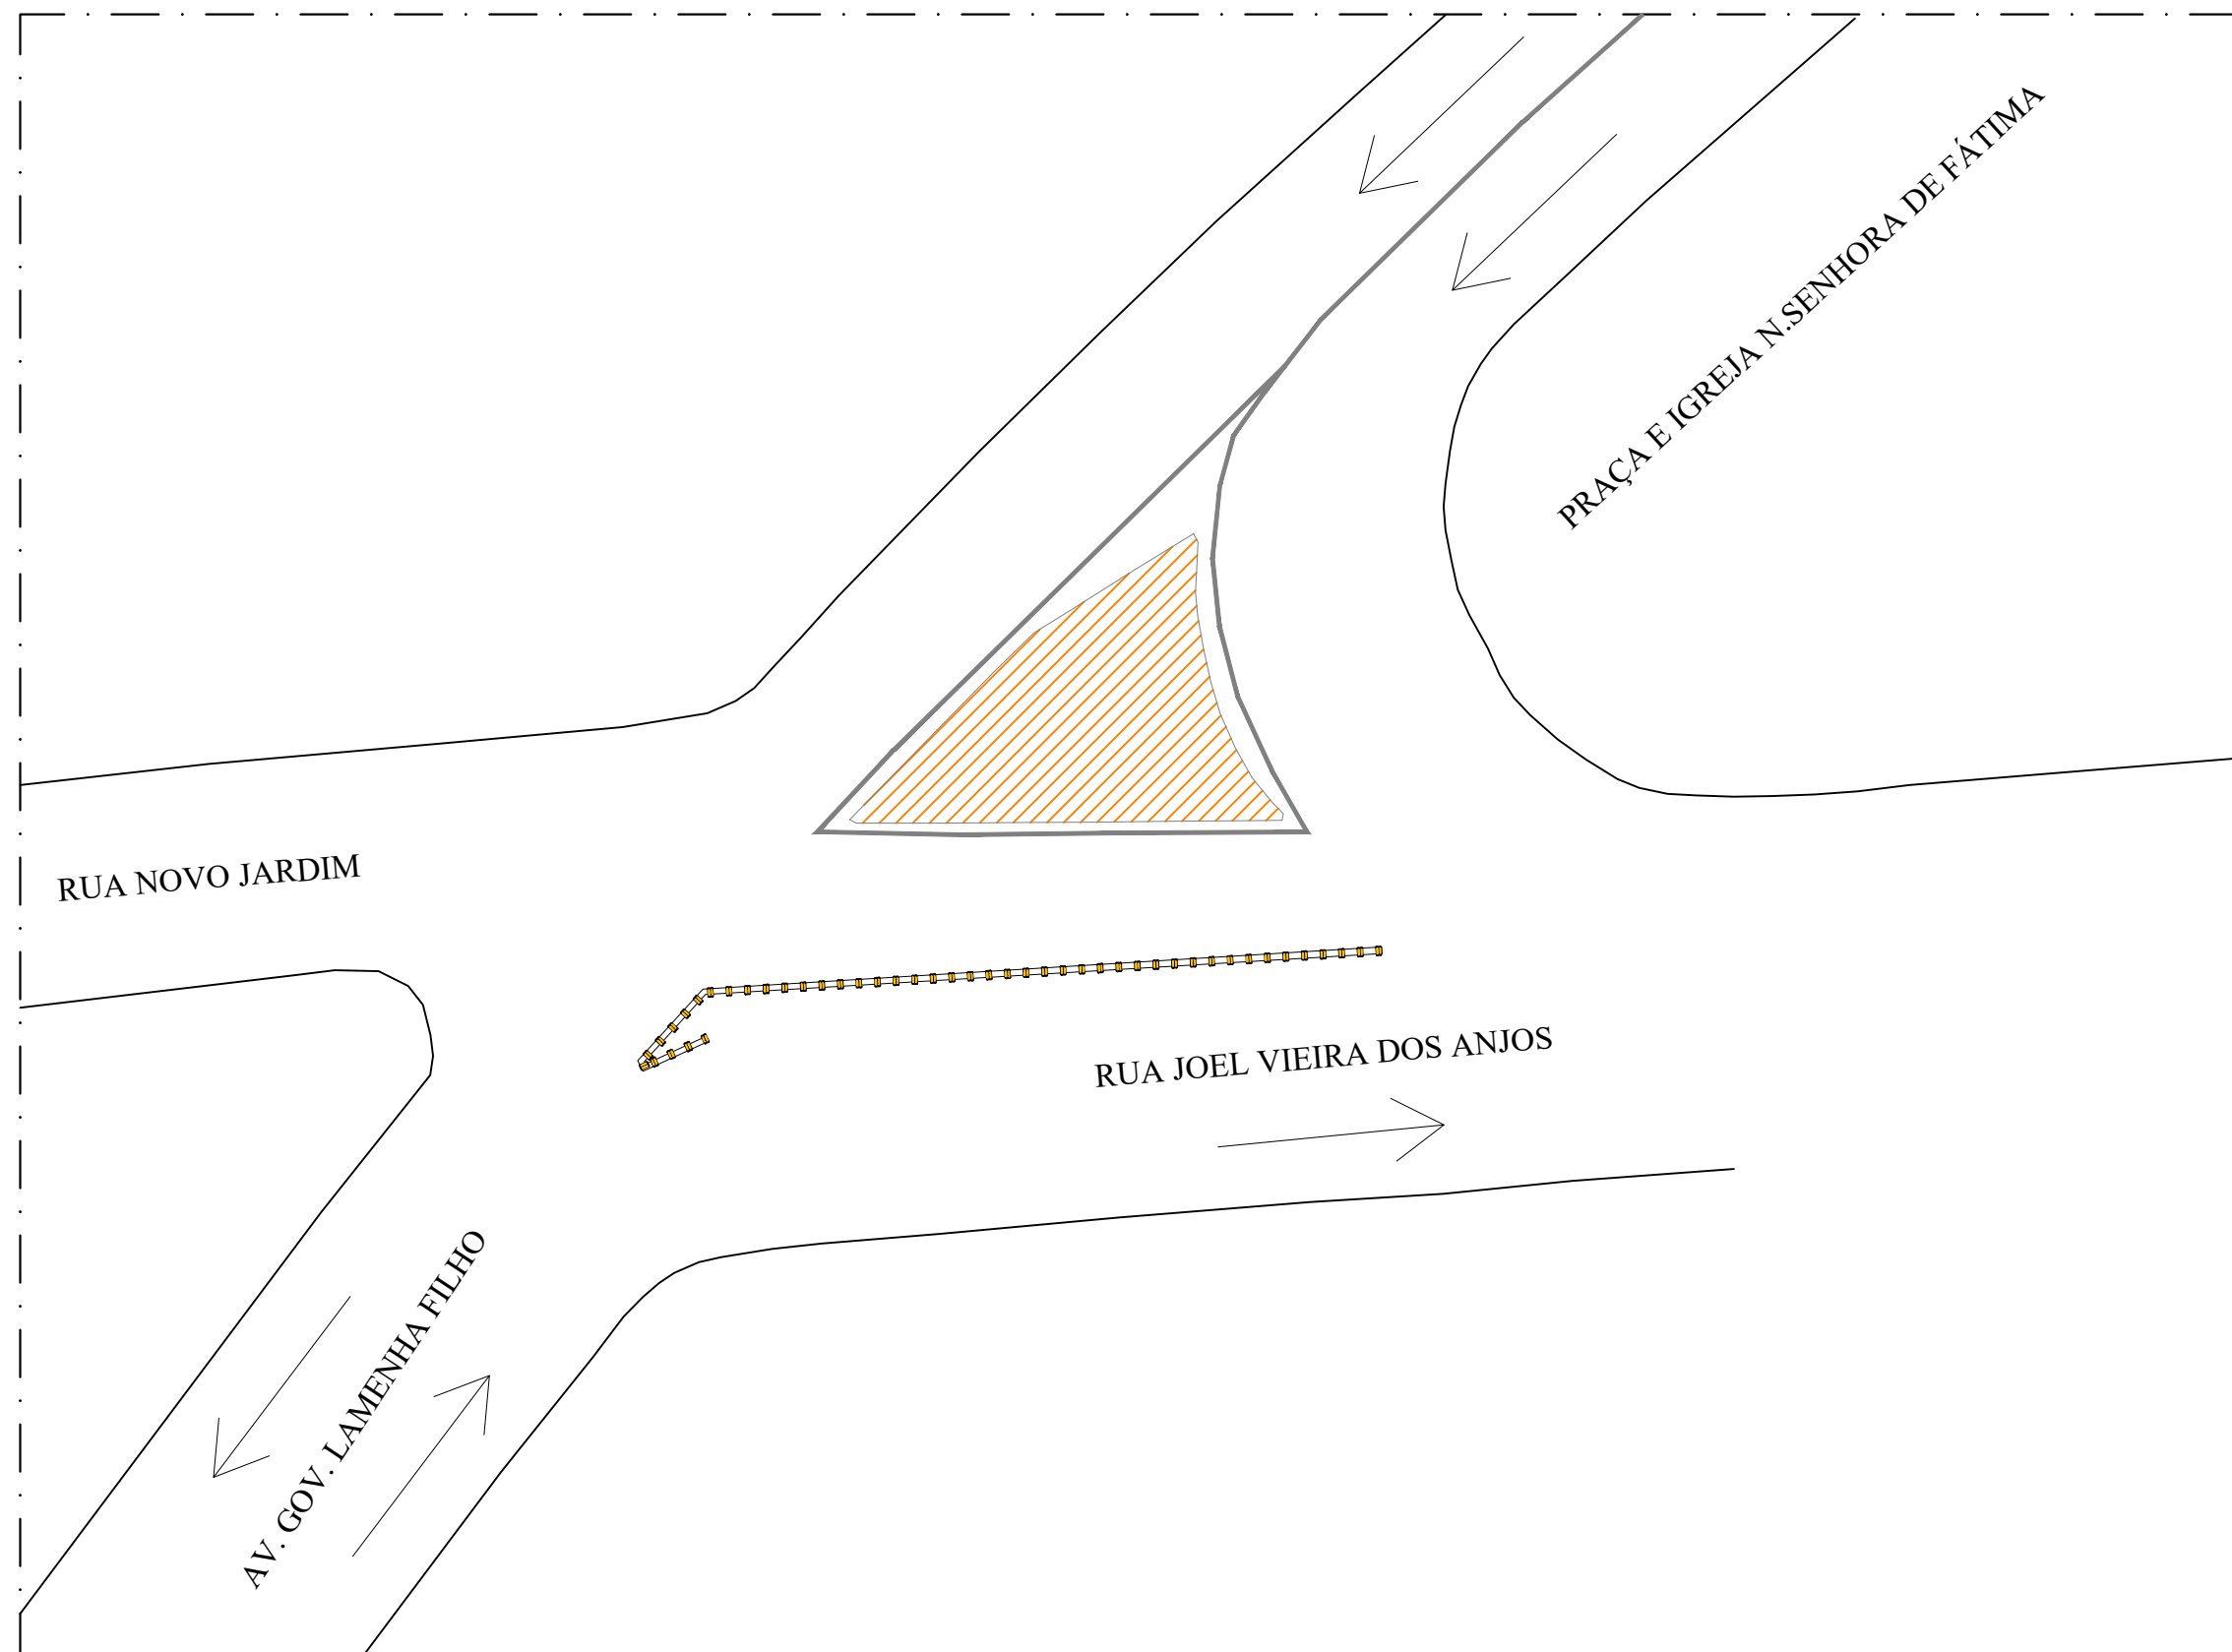 PRAÇA E IGREJA N.SENHORA DE FÁTIMA
RUA NOVO JARDIM
RUA JOEL VIEIRA DOS ANJOS
AV. GOV. LAMENHA FILHO